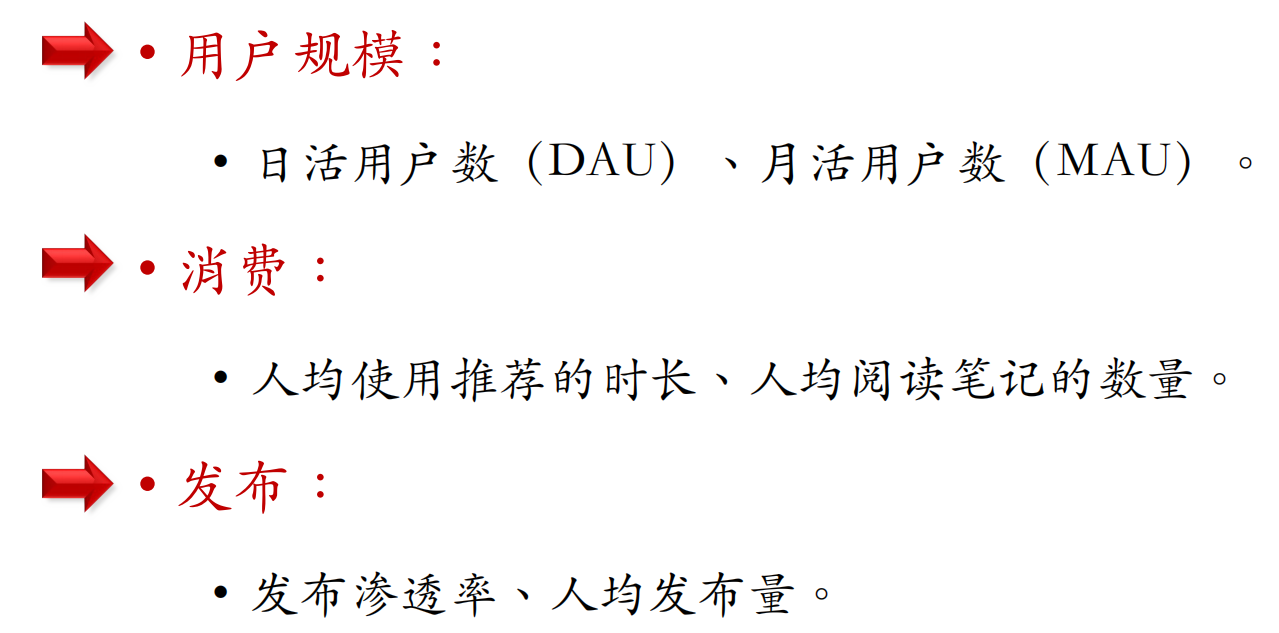 • 用户规模：
• 日活用户数（DAU）、月活用户数（MAU）。
• 消费：
• 人均使用推荐的时长、人均阅读笔记的数量。
• 发布：
• 发布渗透率、人均发布量。